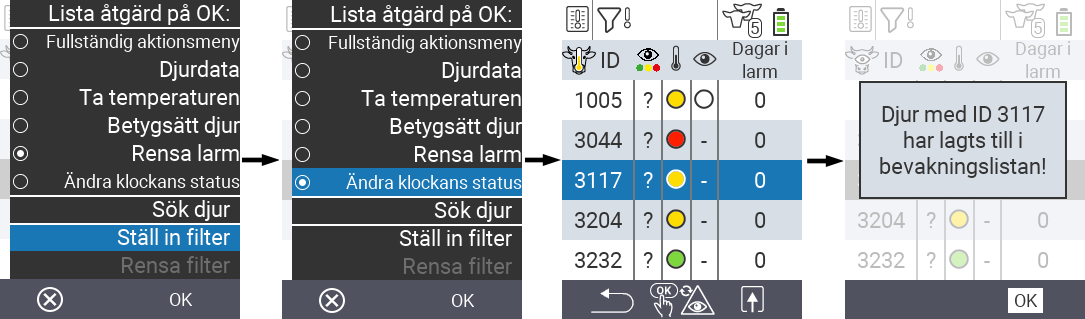 Lista åtgärd på OK:
Fullständig aktionsmeny
Djurdata
Ta temperaturen
Betygsätt djur
Rensa larm
Ändra klockans status
Sök djur
Ställ in filter
Rensa filter
OK
Lista åtgärd på OK:
Fullständig aktionsmeny
Djurdata
Ta temperaturen
Betygsätt djur
Rensa larm
Ändra klockans status
Sök djur
Ställ in filter
Rensa filter
OK
5
ID Dagar i
larm
1005 ? 0
3044 ? - 0
3117 ? - 0
3204 ? - 0
3232 ? - 0
OK
5
ID Dagar i
larm
Djur med ID 3117
har lagts till i
bevakningslistan!
3204 ? - 0
3232 ? - 0
OK